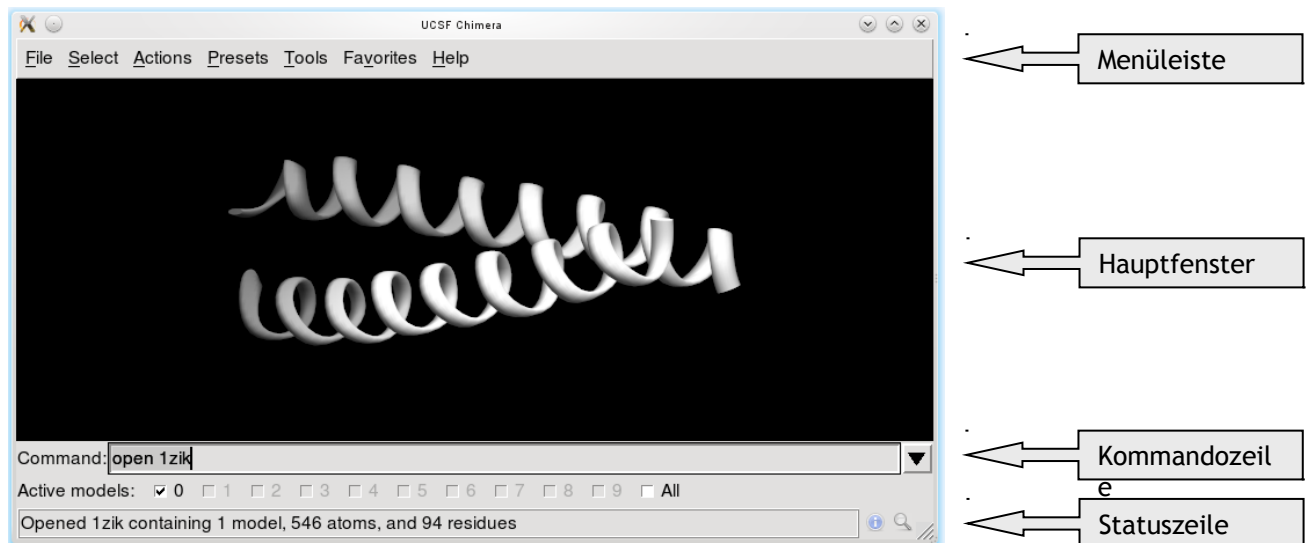 UCSF Chimera
File Select Actions Presets Tools Favorites Help
Menüleiste
Hauptfenster
Command: open 1zik
Kommandozeil
e
Active models: 0 1 2 3 4 5 6 7 8 9 All
Opened 1zik containing 1 model, 546 atoms, and 94 residues
Statuszeile